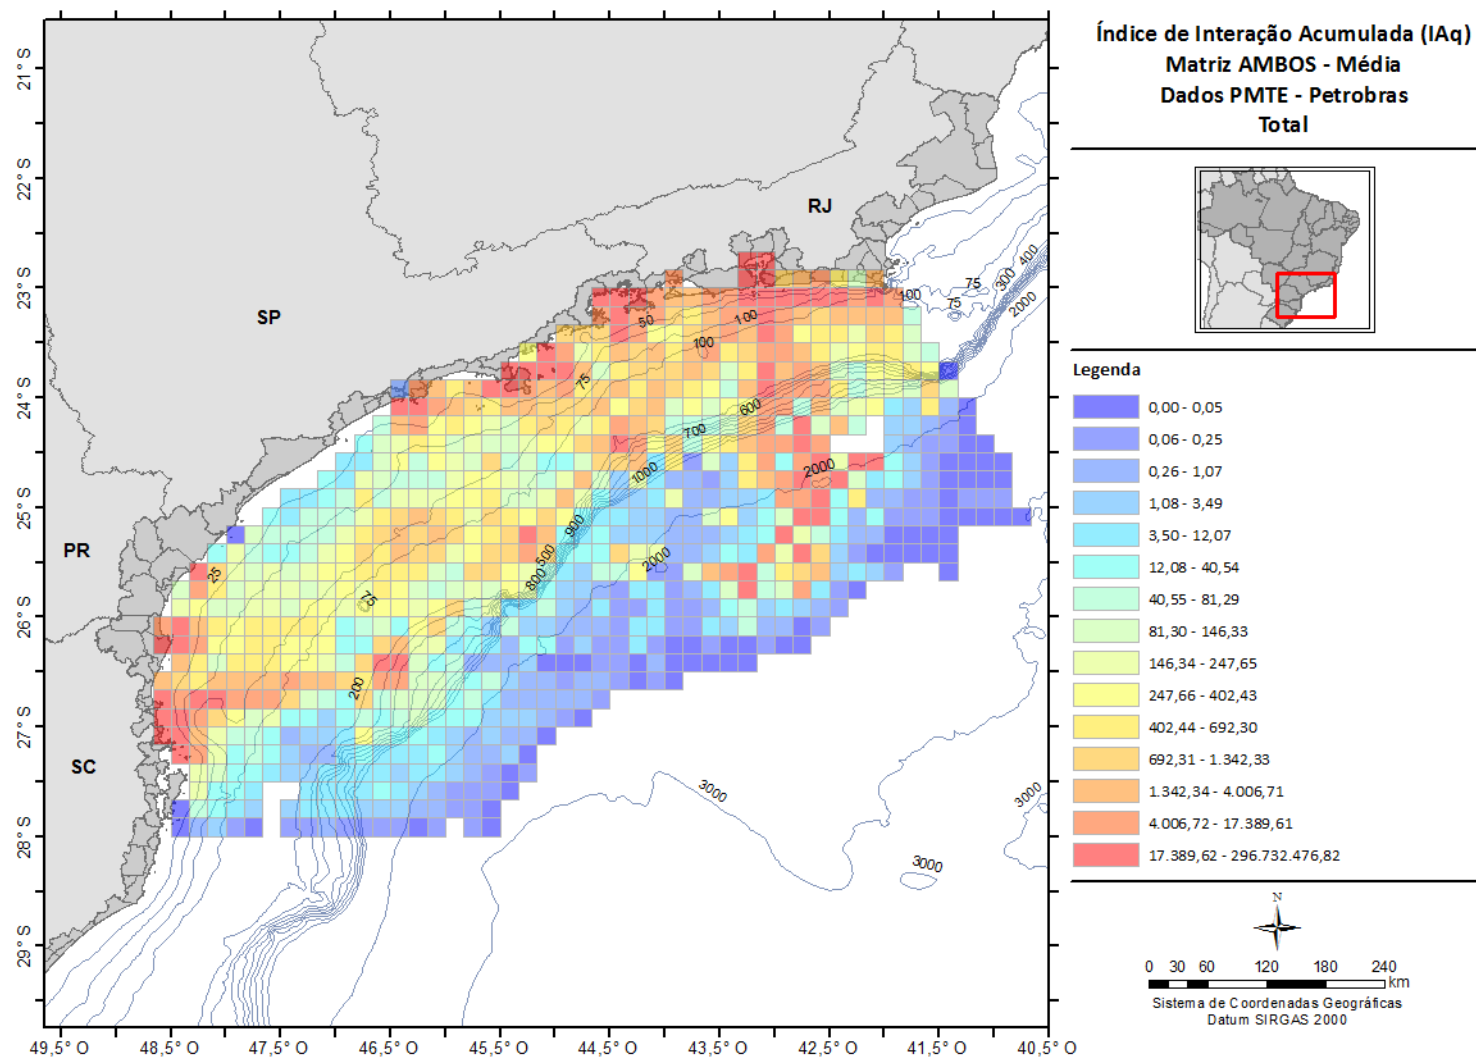 Índice de Interação Acumulada (IAq)
Matriz AMBOS - Média
Dados PMTE - Petrobras
Total
Legenda
0,00 - 0,05
0,06 - 0,25
0,26 - 1,07
1,08 - 3,49
3,50 - 12,07
12,08 - 40,54
40,55 - 81,29
81,30 - 146,33
146,34 - 247,65
247,66 - 402,43
402,44 - 692,30
692,31 - 1.342,33
1.342,34 - 4.006,71
4.006,72 - 17.389,61
17.389,62 - 296.732.476,82
N
0 30 60 120 180 240
km
Sistema de Coordenadas Geográficas
Datum SIRGAS 2000
21° S
22° S
23° S
24° S
25° S
26° S
27° S
28° S
29° S
49,5° O 48,5° O 47,5° O 46,5° O 45,5° O 44,5° O 43,5° O 42,5° O 41,5° O 40,5° O
RJ
SP
PR
SC
400
300
75
2000
100
75
50
100
100
75
600
700
1000
2000
900
500
800
2000
25
75
200
3000
3000
3000